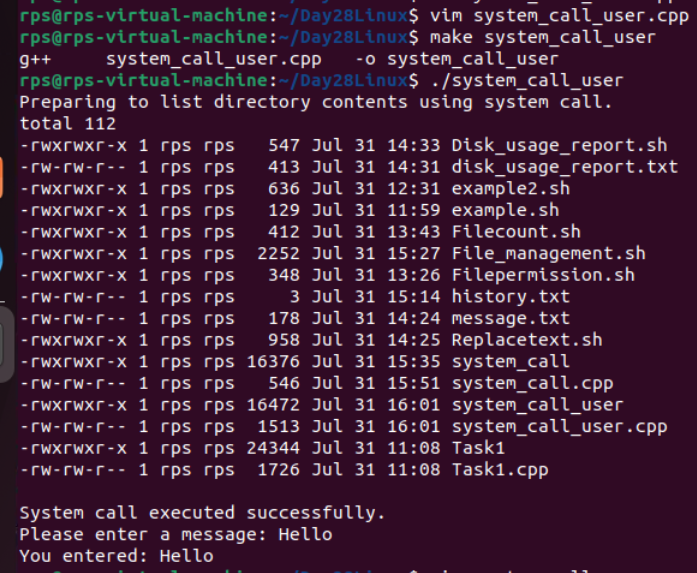 rps@rps-virtual-machine:~/Day28Linux$ vim system_call_user.cpp
rps@rps-virtual-machine:~/Day28Linux$ make system_call_user
g++     system_call_user.cpp   -o system_call_user
rps@rps-virtual-machine:~/Day28Linux$ ./system_call_user
Preparing to list directory contents using system call.
total 112
-rwxrwxr-x 1 rps rps   547 Jul 31 14:33 Disk_usage_report.sh
-rw-rw-r-- 1 rps rps   413 Jul 31 14:31 disk_usage_report.txt
-rwxrwxr-x 1 rps rps   636 Jul 31 12:31 example2.sh
-rwxrwxr-x 1 rps rps   129 Jul 31 11:59 example.sh
-rwxrwxr-x 1 rps rps   412 Jul 31 13:43 Filecount.sh
-rwxrwxr-x 1 rps rps  2252 Jul 31 15:27 File_management.sh
-rwxrwxr-x 1 rps rps   348 Jul 31 13:26 Filepermission.sh
-rw-rw-r-- 1 rps rps     3 Jul 31 15:14 history.txt
-rw-rw-r-- 1 rps rps   178 Jul 31 14:24 message.txt
-rwxrwxr-x 1 rps rps   958 Jul 31 14:25 Replacetext.sh
-rwxrwxr-x 1 rps rps 16376 Jul 31 15:35 system_call
-rw-rw-r-- 1 rps rps   546 Jul 31 15:51 system_call.cpp
-rwxrwxr-x 1 rps rps 16472 Jul 31 16:01 system_call_user
-rw-rw-r-- 1 rps rps  1513 Jul 31 16:01 system_call_user.cpp
-rwxrwxr-x 1 rps rps 24344 Jul 31 11:08 Task1
-rw-rw-r-- 1 rps rps  1726 Jul 31 11:08 Task1.cpp

System call executed successfully.
Please enter a message: Hello
You entered: Hello